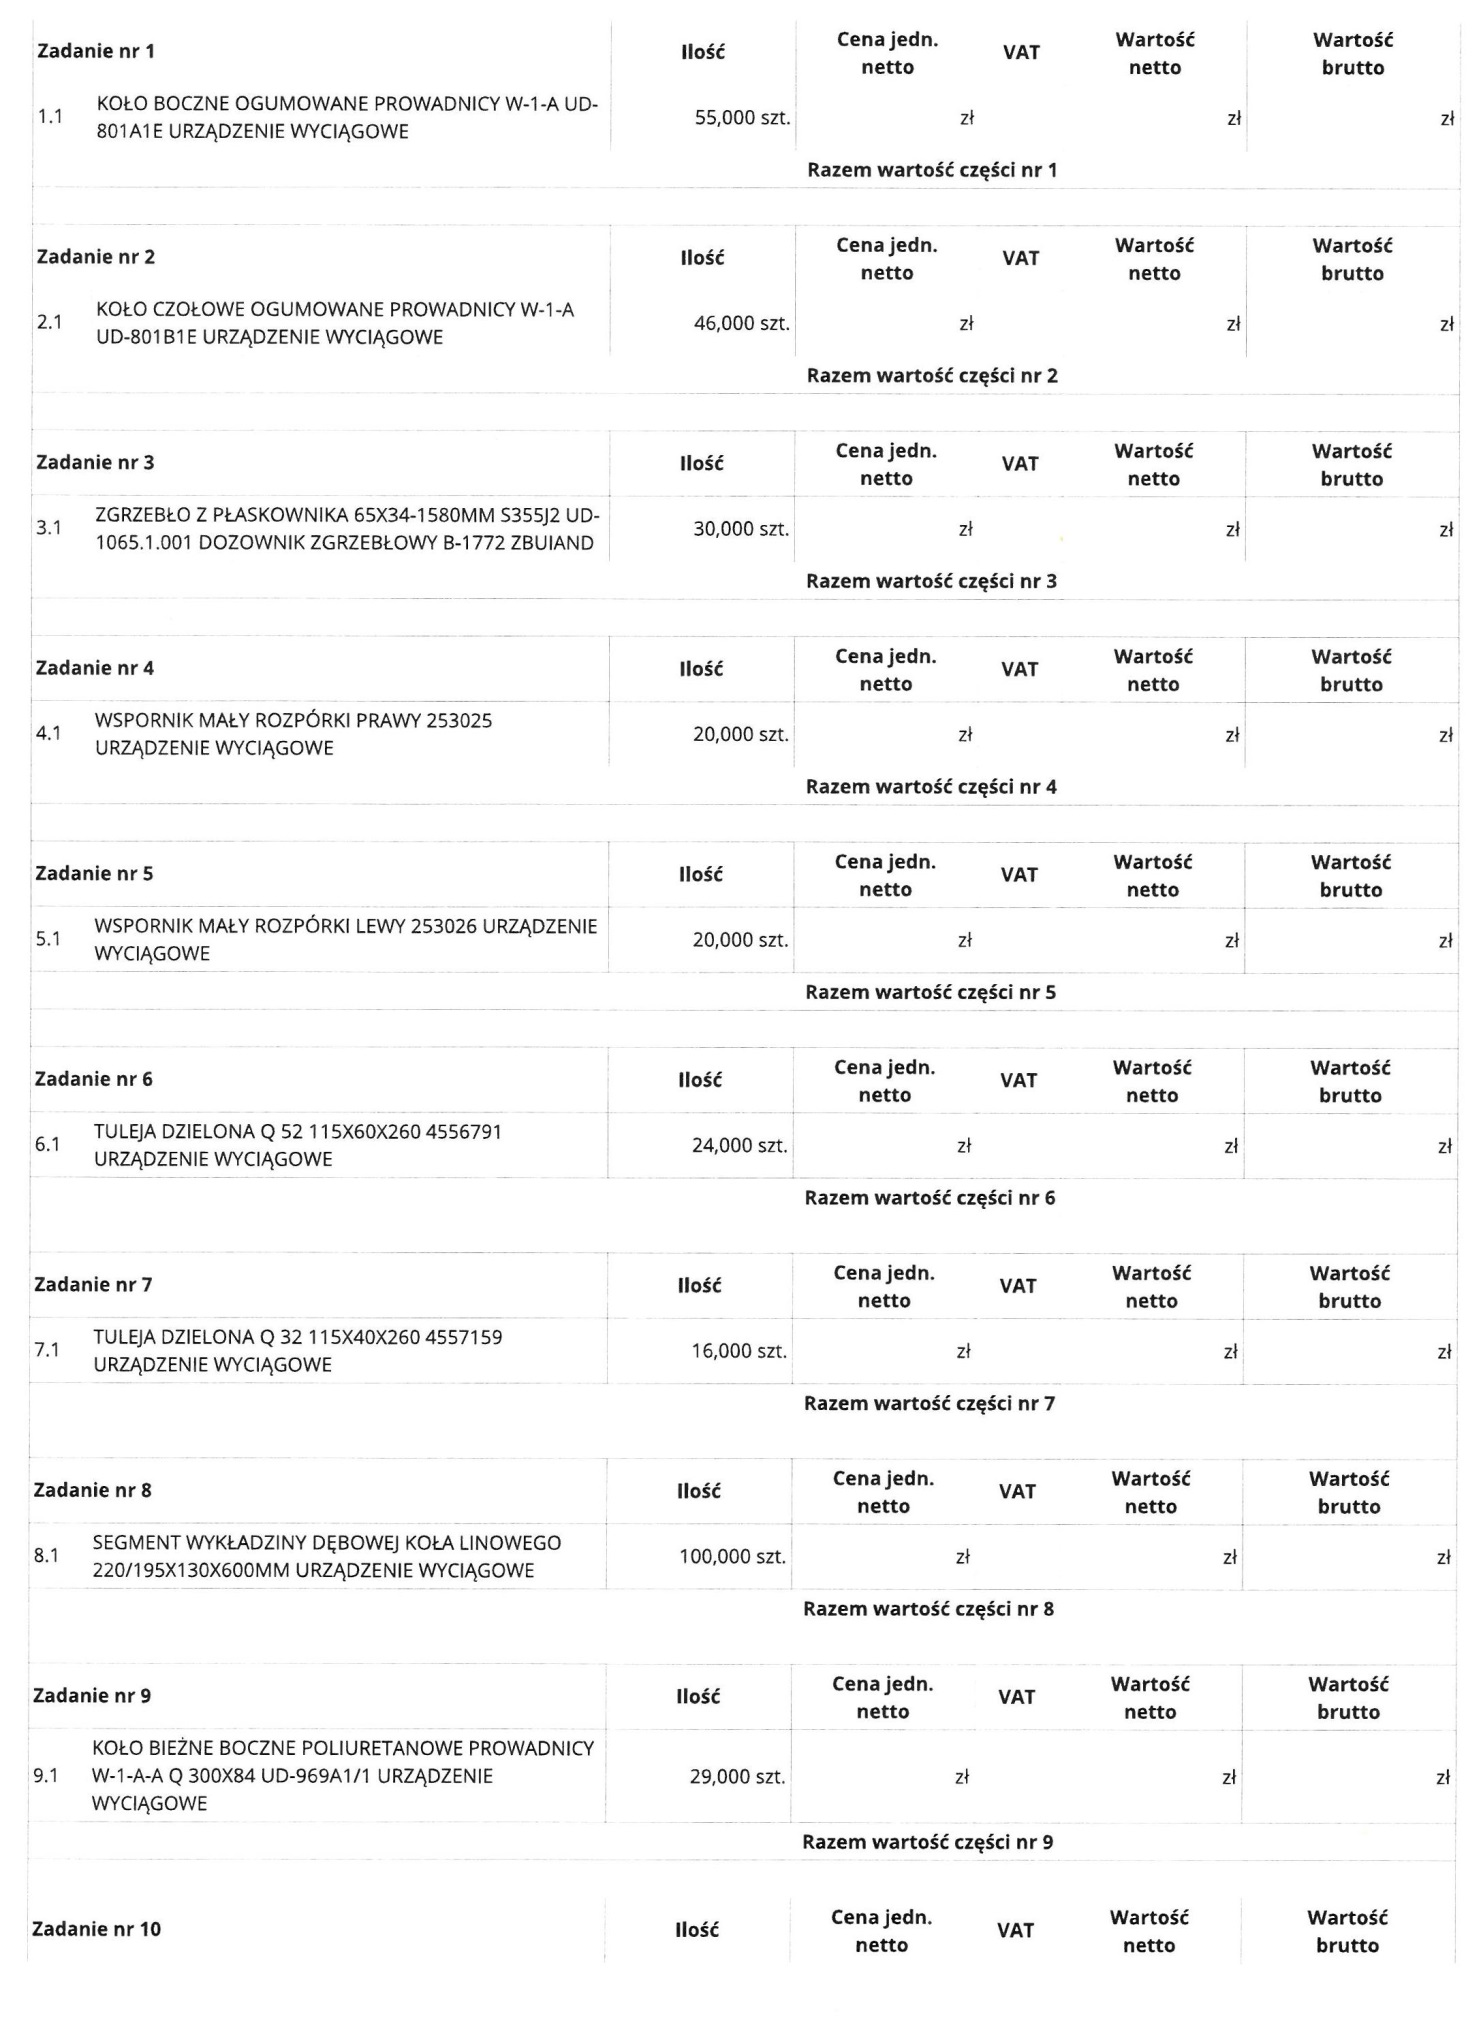 Zadanie nr 1 Ilość Cena jedn. netto VAT Wartość netto Wartość brutto
1.1 KOŁO BOCZNE OGUMOWANE PROWADNICY W-1-A UD-
801A1E URZĄDZENIE WYCIĄGOWE 55,000 szt. zł zł zł
Razem wartość części nr 1
Zadanie nr 2 Ilość Cena jedn. netto VAT Wartość netto Wartość brutto
2.1 KOŁO CZOŁOWE OGUMOWANE PROWADNICY W-1-A
UD-801B1E URZĄDZENIE WYCIĄGOWE 46,000 szt. zł zł zł
Razem wartość części nr 2
Zadanie nr 3 Ilość Cena jedn. netto VAT Wartość netto Wartość brutto
3.1 ZGRZEBŁO Z PŁASKOWNIKA 65X34-1580MM S355J2 UD-
1065.1.001 DOZOWNIK ZGRZEBŁOWY B-1772 ZBUIAND 30,000 szt. zł zł zł
Razem wartość części nr 3
Zadanie nr 4 Ilość Cena jedn. netto VAT Wartość netto Wartość brutto
4.1 WSPORNIK MAŁY ROZPÓRKI PRAWY 253025
URZĄDZENIE WYCIĄGOWE 20,000 szt. zł zł zł
Razem wartość części nr 4
Zadanie nr 5 Ilość Cena jedn. netto VAT Wartość netto Wartość brutto
5.1 WSPORNIK MAŁY ROZPÓRKI LEWY 253026 URZĄDZENIE
WYCIĄGOWE 20,000 szt. zł zł zł
Razem wartość części nr 5
Zadanie nr 6 Ilość Cena jedn. netto VAT Wartość netto Wartość brutto
6.1 TULEJA DZIELONA Q 52 115X60X260 4556791
URZĄDZENIE WYCIĄGOWE 24,000 szt. zł zł zł
Razem wartość części nr 6
Zadanie nr 7 Ilość Cena jedn. netto VAT Wartość netto Wartość brutto
7.1 TULEJA DZIELONA Q 32 115X40X260 4557159
URZĄDZENIE WYCIĄGOWE 16,000 szt. zł zł zł
Razem wartość części nr 7
Zadanie nr 8 Ilość Cena jedn. netto VAT Wartość netto Wartość brutto
8.1 SEGMENT WYKŁADZINY DĘBOWEJ KOŁA LINOWEGO
220/195X130X600MM URZĄDZENIE WYCIĄGOWE 100,000 szt. zł zł zł
Razem wartość części nr 8
Zadanie nr 9 Ilość Cena jedn. netto VAT Wartość netto Wartość brutto
KOŁO BIEŻNE BOCZNE POLIURETANOWE PROWADNICY
9.1 W-1-A-A Q 300X84 UD-969A1/1 URZĄDZENIE 29,000 szt. zł zł zł
WYCIĄGOWE
Razem wartość części nr 9
Zadanie nr 10 Ilość Cena jedn. netto VAT Wartość netto Wartość brutto